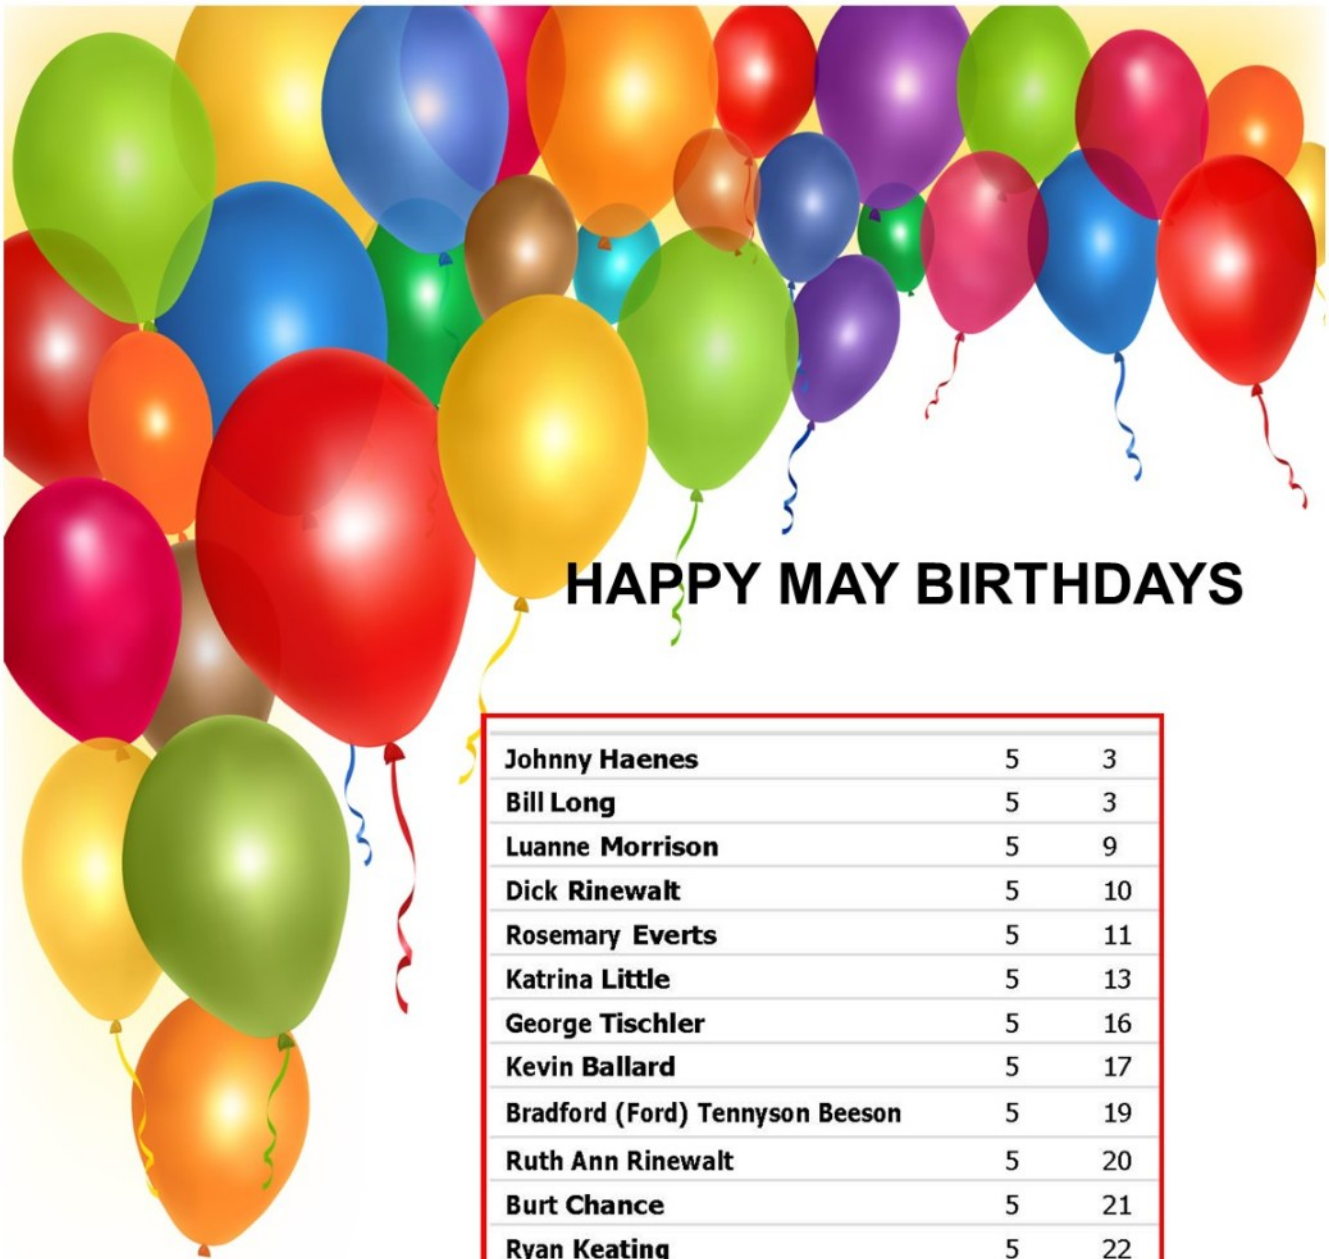 HAPPY MAY BIRTHDAYS
Johnny Haenes 5 3
Bill Long 5 3
Luanne Morrison 5 9
Dick Rinewalt 5 10
Rosemary Everts 5 11
Katrina Little 5 13
George Tischler 5 16
Kevin Ballard 5 17
Bradford (Ford) Tennyson Beeson 5 19
Ruth Ann Rinewalt 5 20
Burt Chance 5 21
Ryan Keating 5 22